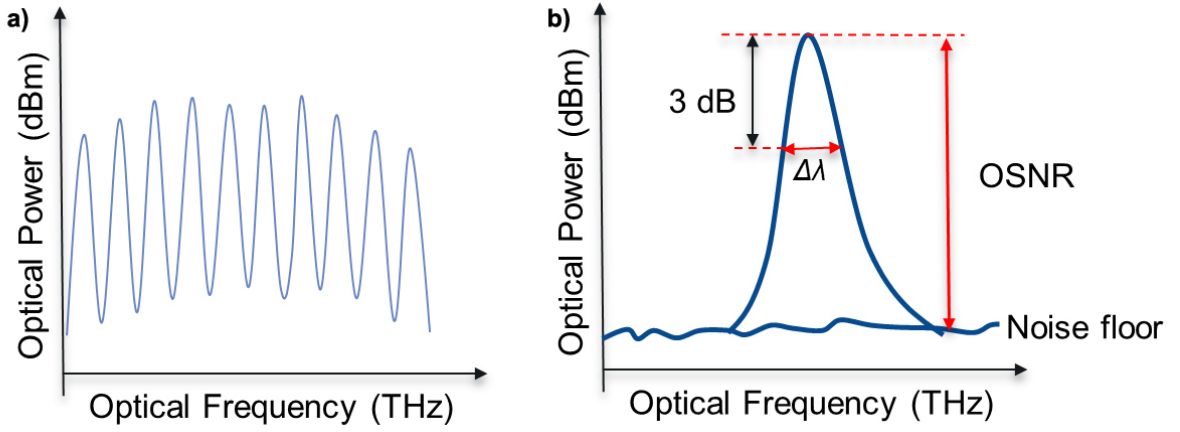 a)
Optical Power (dBm)
Optical Frequency (THz)
b)
Optical Power (dBm)
3 dB
Δλ
OSNR
Noise floor
Optical Frequency (THz)